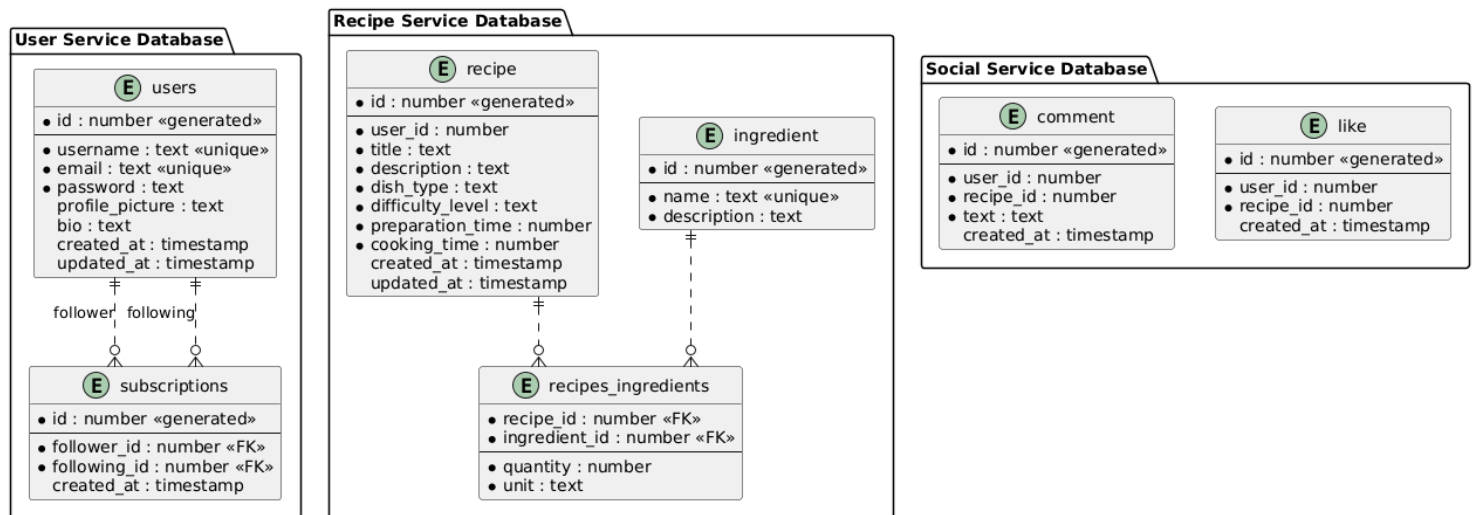 User Service Database
E users
* id : number «generated»
* username : text «unique»
* email : text «unique»
* password : text
profile_picture : text
bio : text
created_at : timestamp
updated_at : timestamp
follower
following
E subscriptions
* id : number «generated»
* follower_id : number «FK»
* following_id : number «FK»
created_at : timestamp
Recipe Service Database
E recipe
* id : number «generated»
* user_id : number
* title : text
* description : text
* dish_type : text
* difficulty_level : text
* preparation_time : number
* cooking_time : number
created_at : timestamp
updated_at : timestamp
E ingredient
* id : number «generated»
* name : text «unique»
* description : text
E recipes_ingredients
* recipe_id : number «FK»
* ingredient_id : number «FK»
* quantity : number
* unit : text
Social Service Database
E comment
* id : number «generated»
* user_id : number
* recipe_id : number
* text : text
created_at : timestamp
E like
* id : number «generated»
* user_id : number
* recipe_id : number
created_at : timestamp